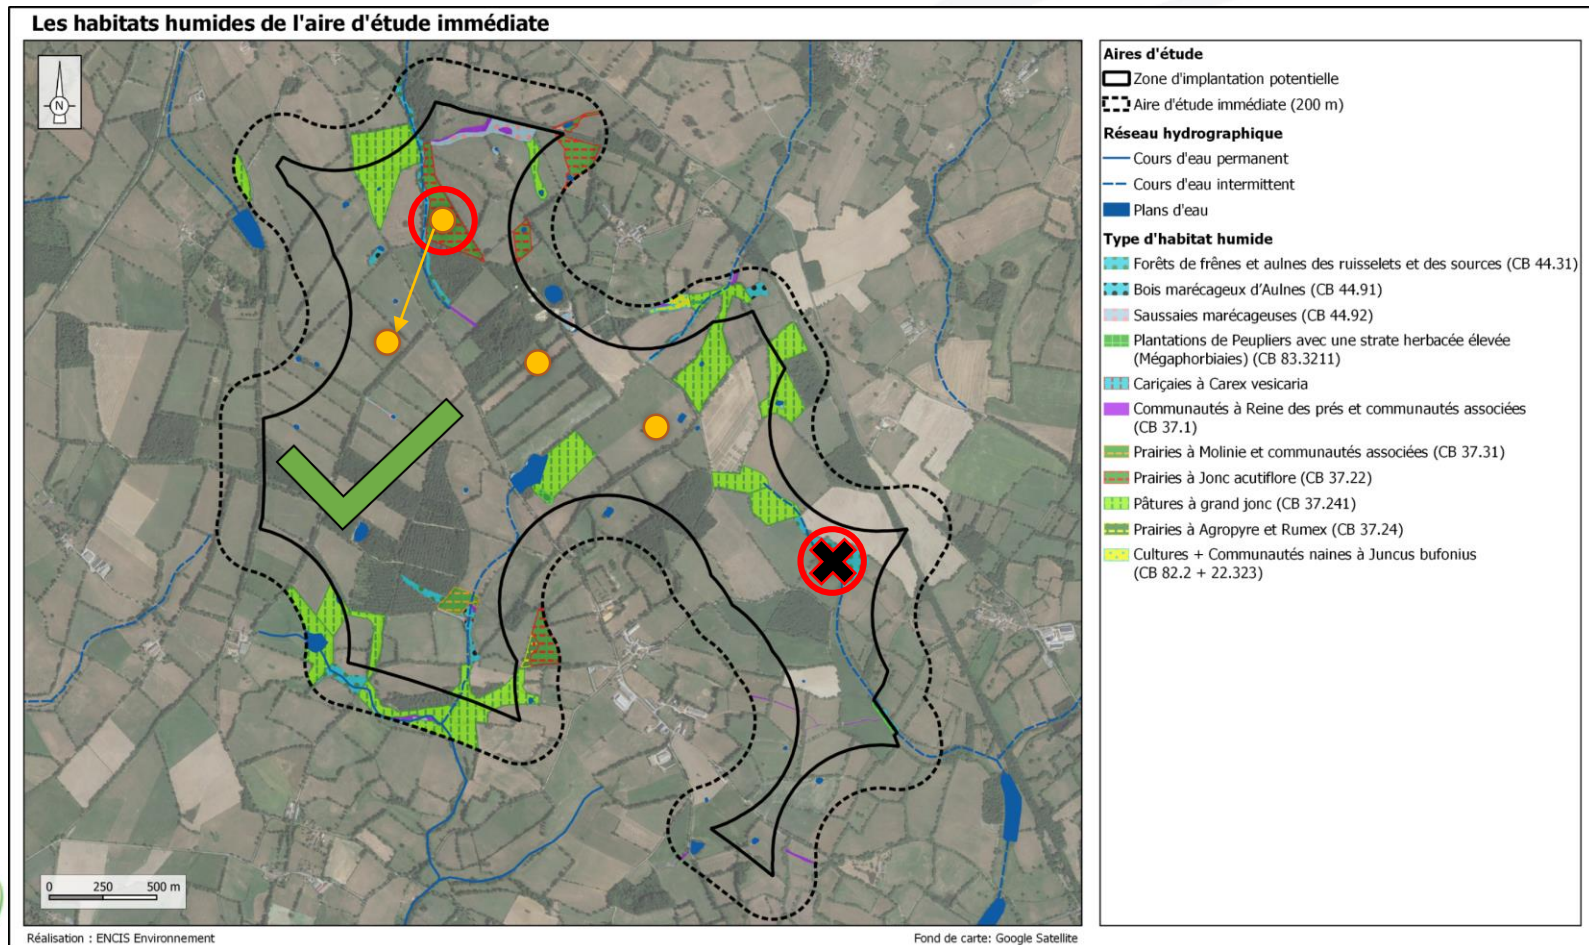 Les habitats humides de l'aire d'étude immédiate
N
0 250 500 m
Réalisation : ENCIS Environnement
Fond de carte: Google Satellite
Aires d'étude
Zone d'implantation potentielle
Aire d'étude immédiate (200 m)
Réseau hydrographique
Cours d'eau permanent
Cours d'eau intermittent
Plans d'eau
Type d'habitat humide
Forêts de frênes et aulnes des ruisselets et des sources (CB 44.31)
Bois marécageux d'Aulnes (CB 44.91)
Saussaies marécageuses (CB 44.92)
Plantations de Peupliers avec une strate herbacée élevée
(Mégaphorbiaies) (CB 83.3211)
Cariçaies à Carex vesicaria
Communautés à Reine des prés et communautés associées
(CB 37.1)
Prairies à Molinie et communautés associées (CB 37.31)
Prairies à Jonc acutiflore (CB 37.22)
Pâtures à grand jonc (CB 37.241)
Prairies à Agropyre et Rumex (CB 37.24)
Cultures + Communautés naines à Juncus bufonius
(CB 82.2 + 22.323)